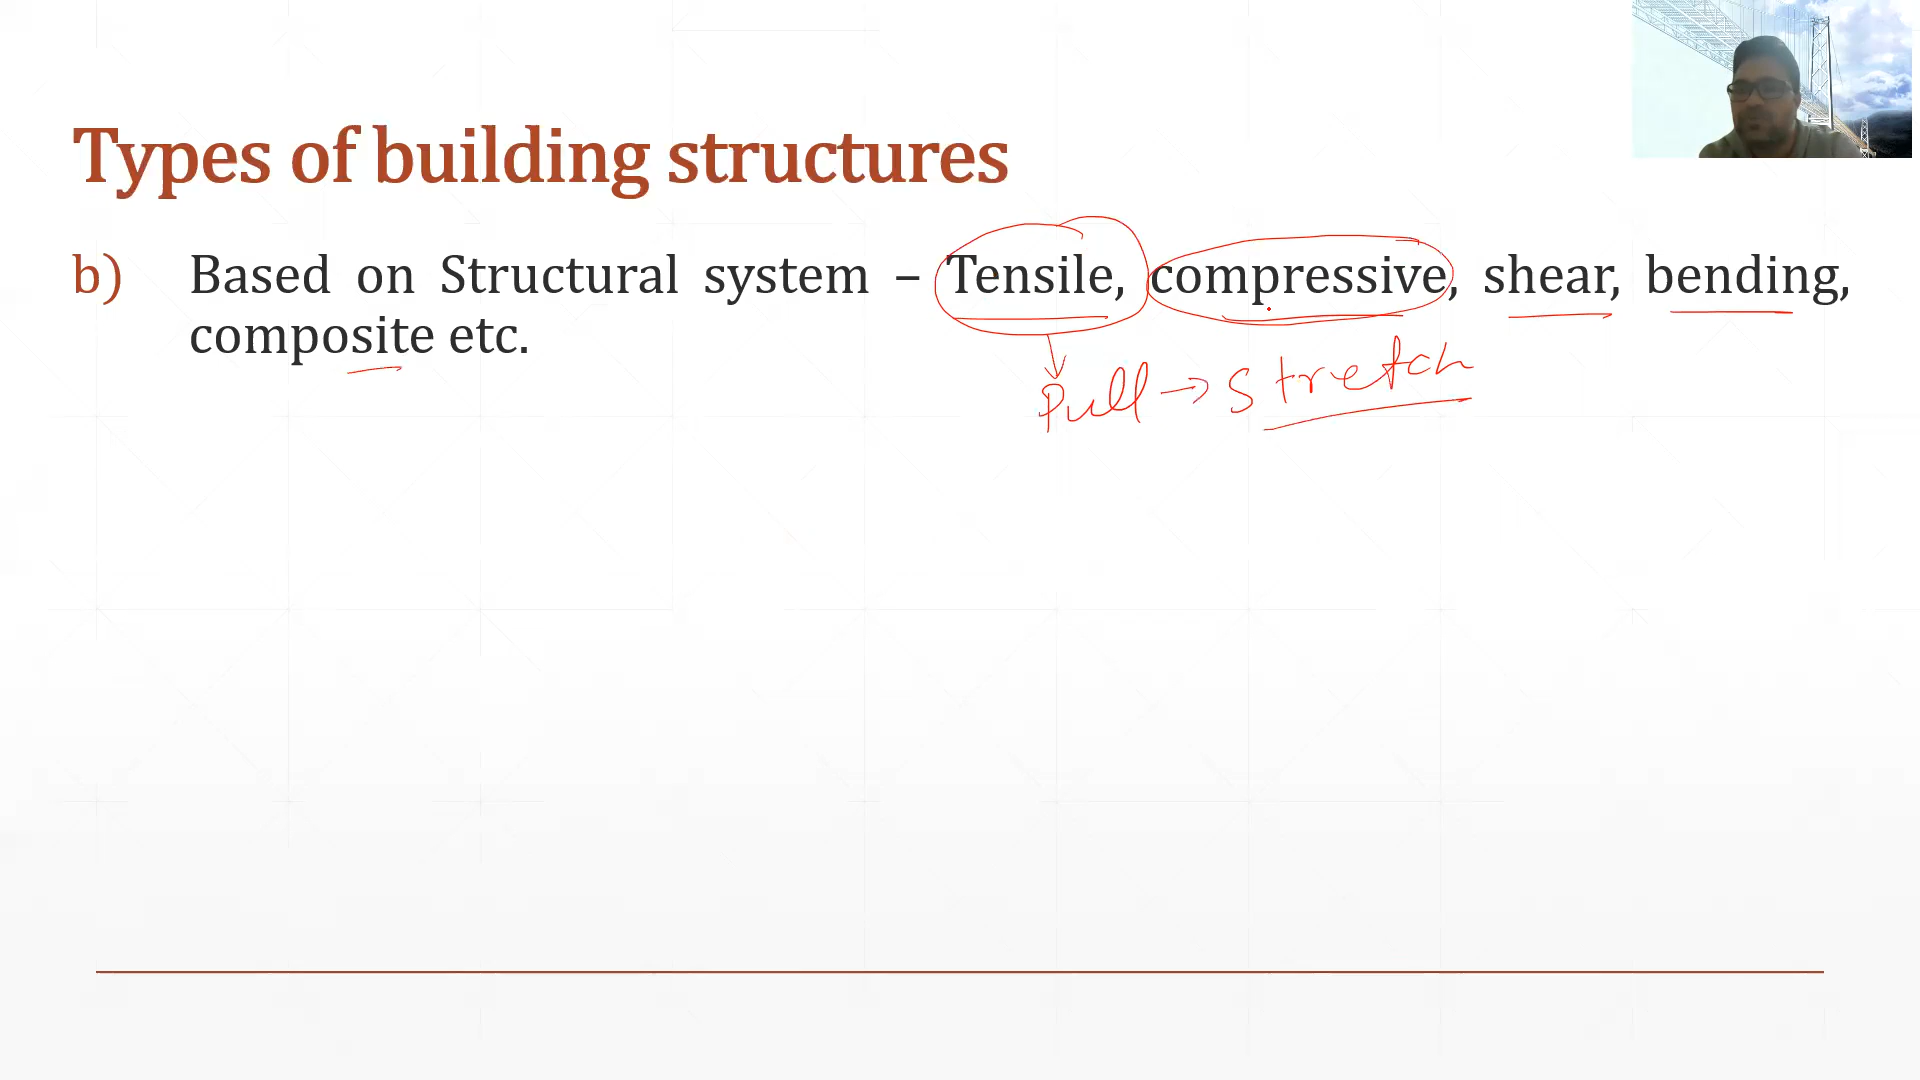 Types of building structures
b) Based on Structural system – Tensile, compressive, shear, bending,
composite etc.
Pull → Stretch